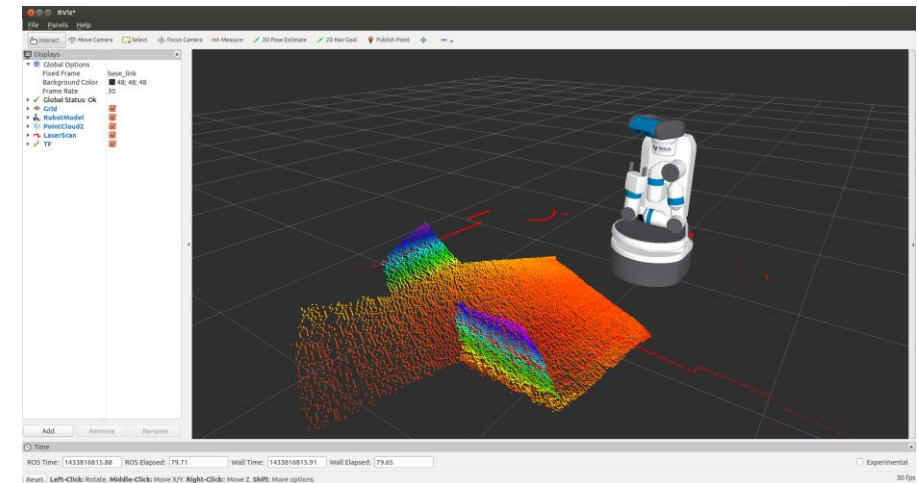 RViz*
File Panels Help
Interact Move Camera Select Focus Camera Measure 2D Pose Estimate 2D Nav Goal Publish Point
Displays
Global Options
Fixed Frame base_link
Background Color 48; 48; 48
Frame Rate 30
Global Status: Ok
Grid
RobotModel
PointCloud2
LaserScan
TF
fetch
Add Remove Rename
Time
ROS Time: 1433816815.88 ROS Elapsed: 79.71 Wall Time: 1433816815.91 Wall Elapsed: 79.65 Experimental
Reset Left-Click: Rotate. Middle-Click: Move X/Y. Right-Click: Move Z. Shift: More options. 30 fps